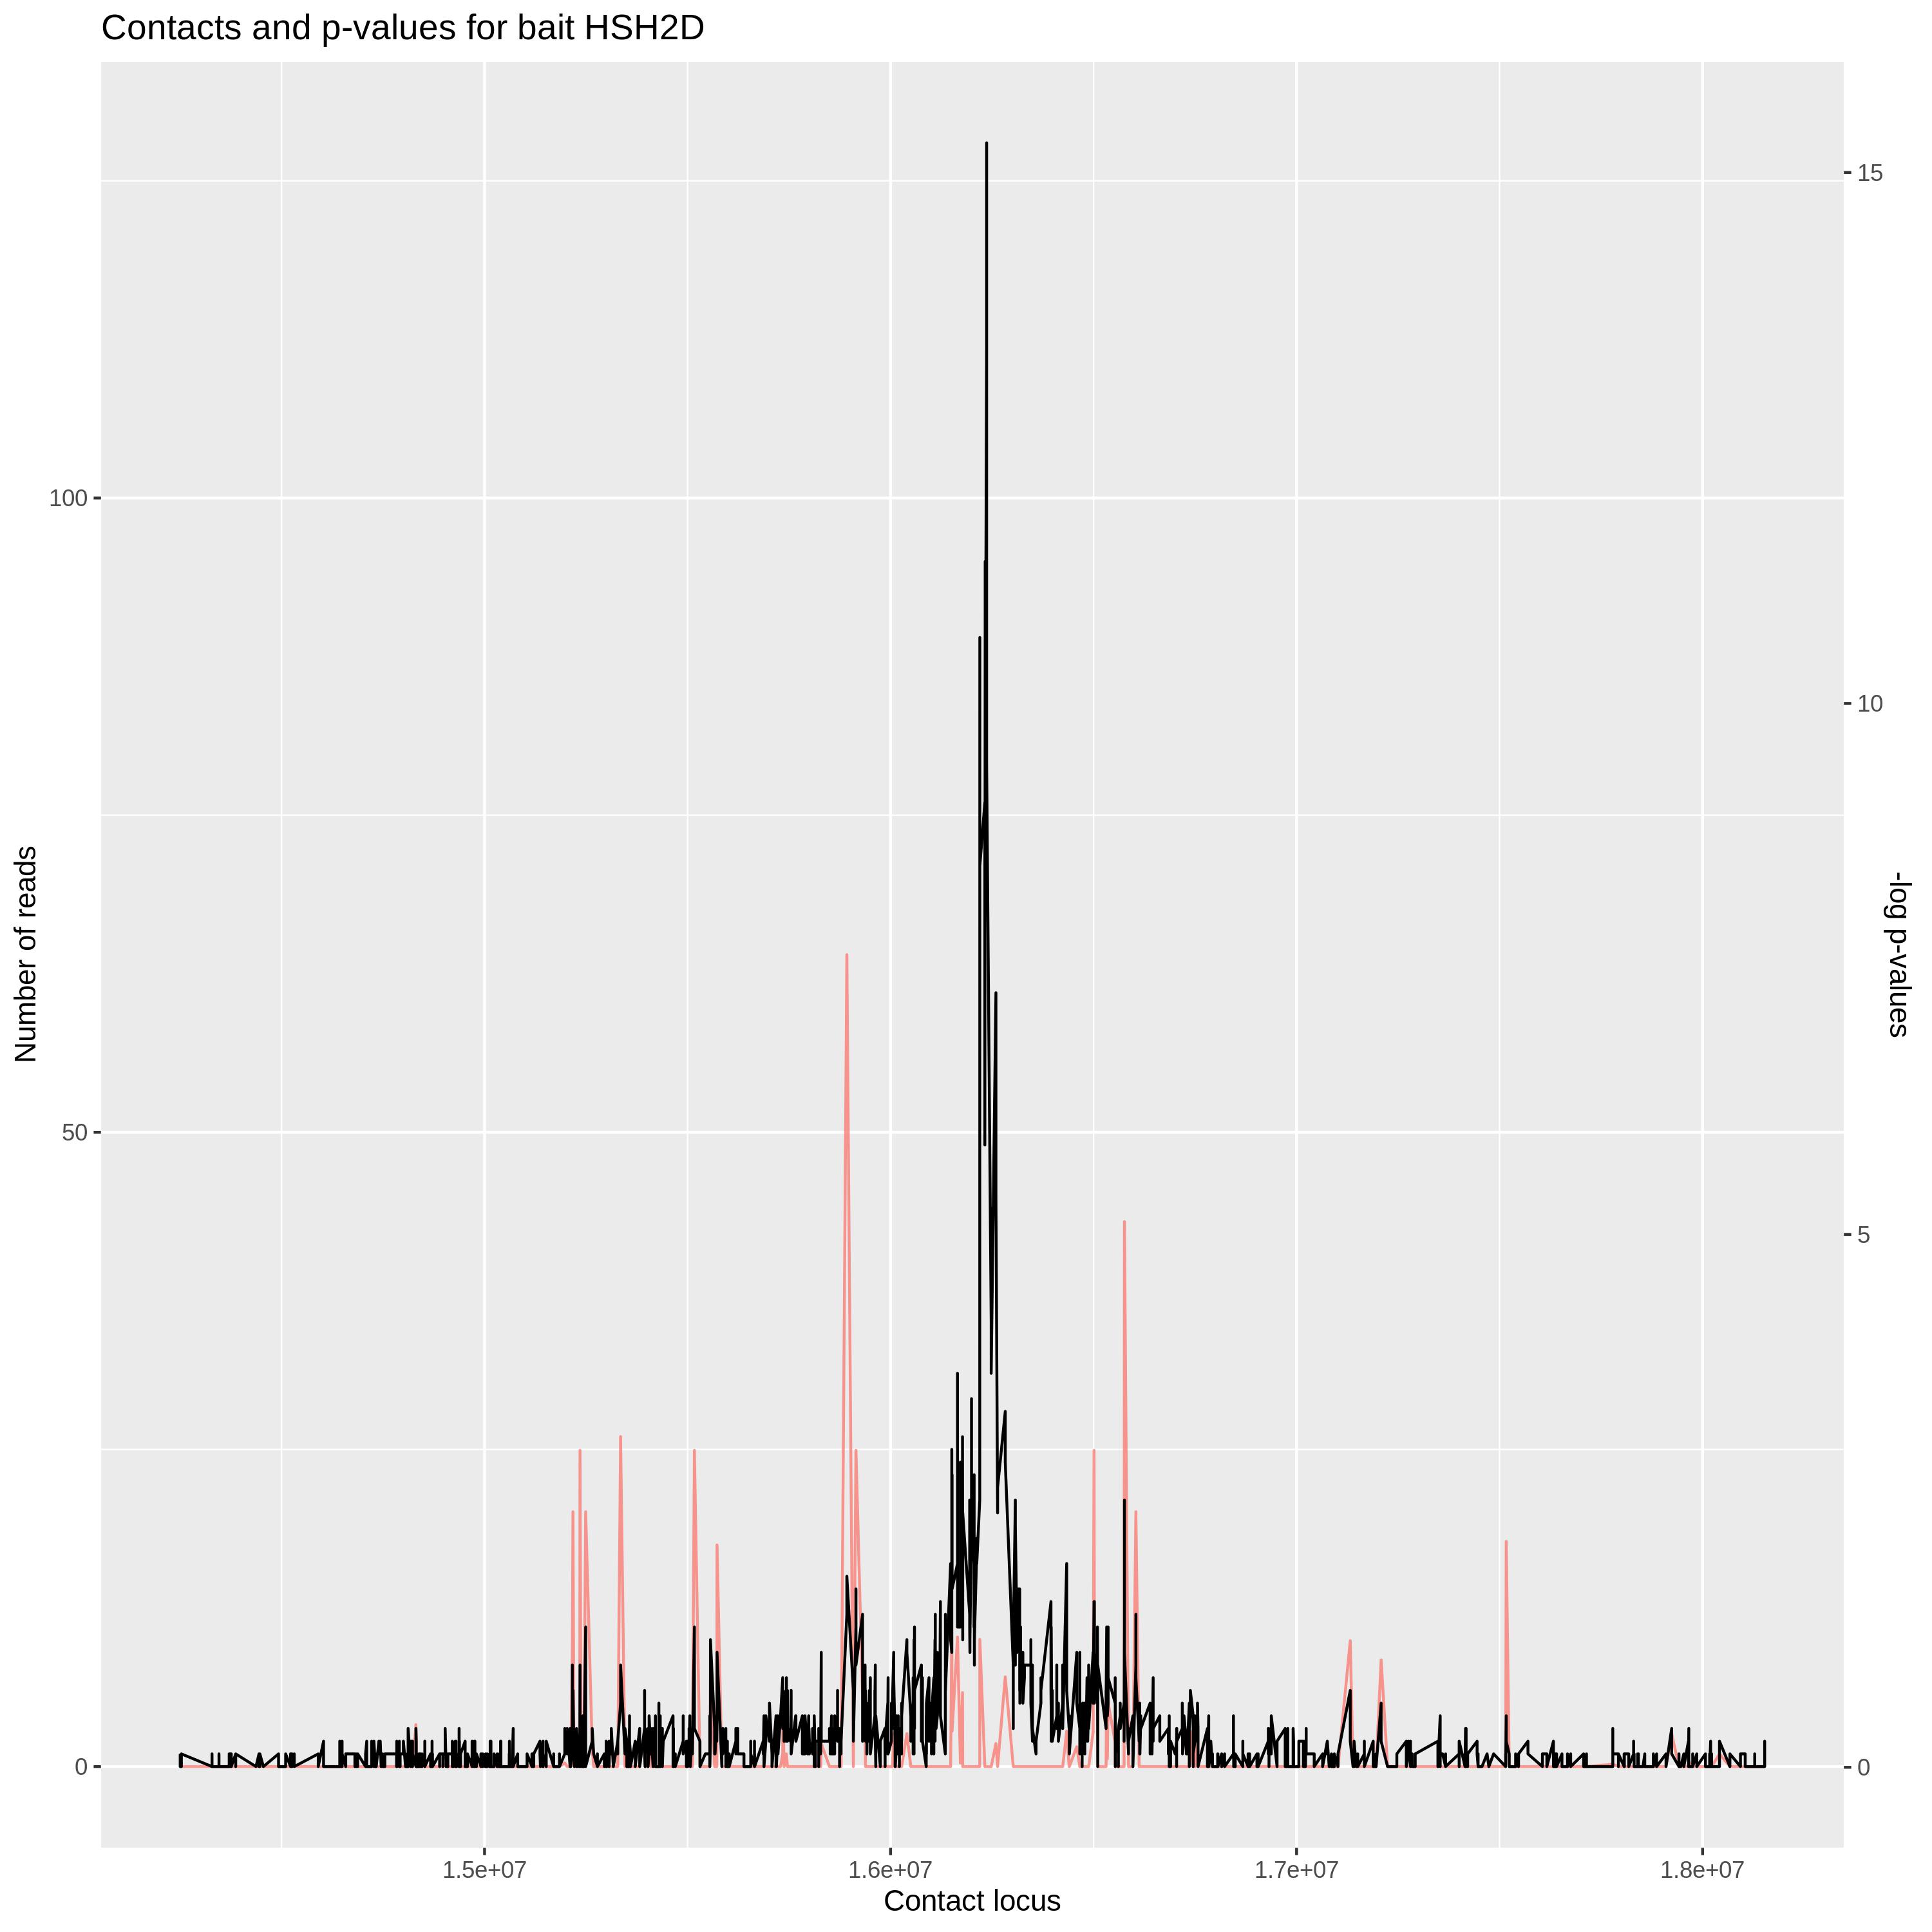 Contacts and p-values for bait HSH2D
15
100
10
50
5
0
0
Number of reads
-log p-values
1.5e+07
1.6e+07
1.7e+07
1.8e+07
Contact locus